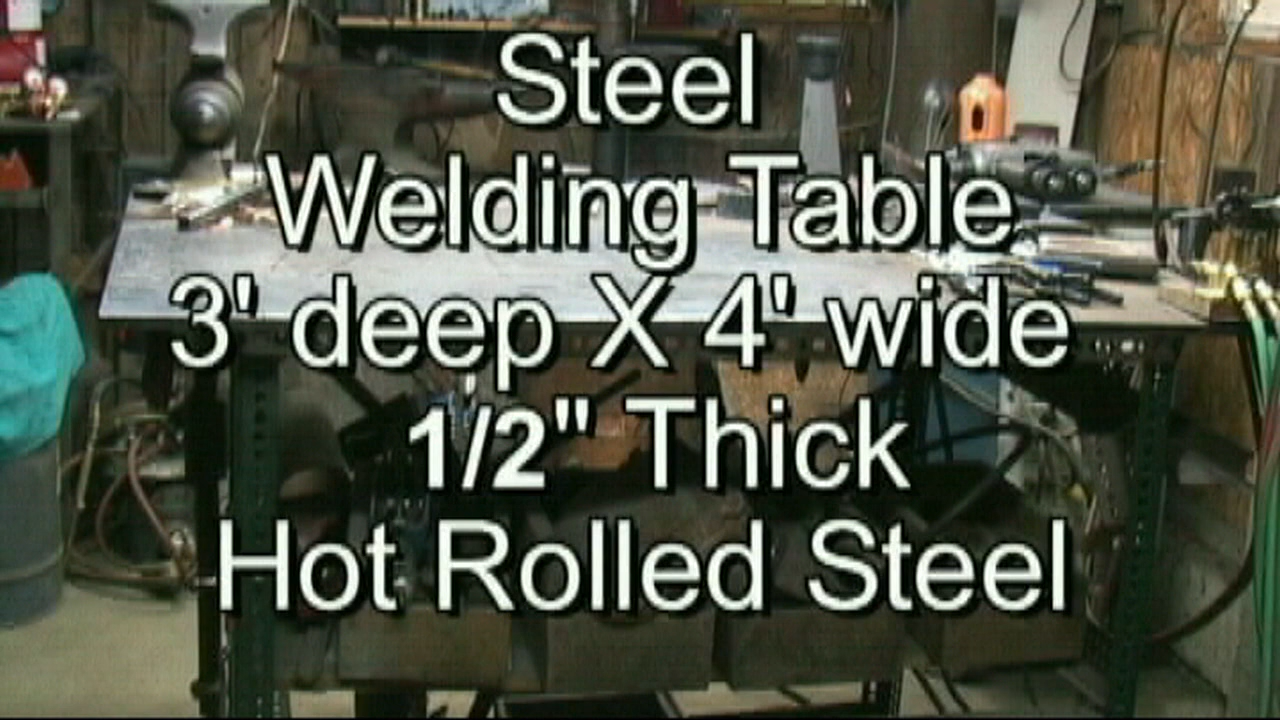 Steel
Welding Table
3' deep X 4' wide
1/2" Thick
Hot Rolled Steel